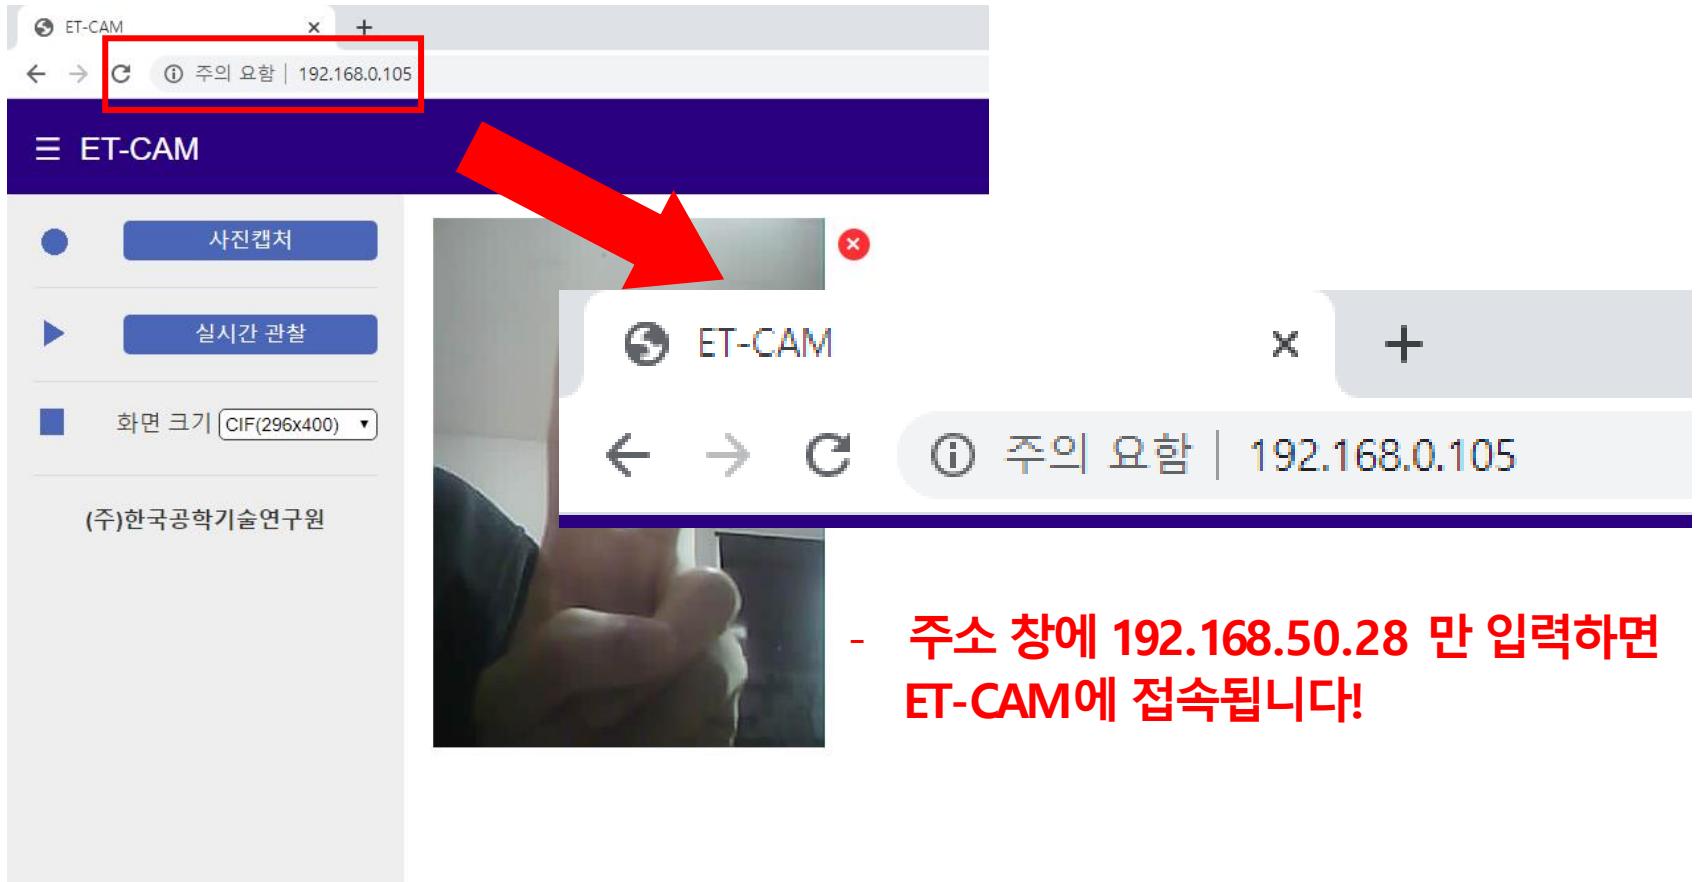 ET-CAM
주의 요함 | 192.168.0.105
☰ ET-CAM
사진캡처
실시간 관찰
화면 크기 CIF(296x400)
(주)한국공학기술연구원
ET-CAM
주의 요함 | 192.168.0.105
- 주소 창에 192.168.50.28 만 입력하면
ET-CAM에 접속됩니다!